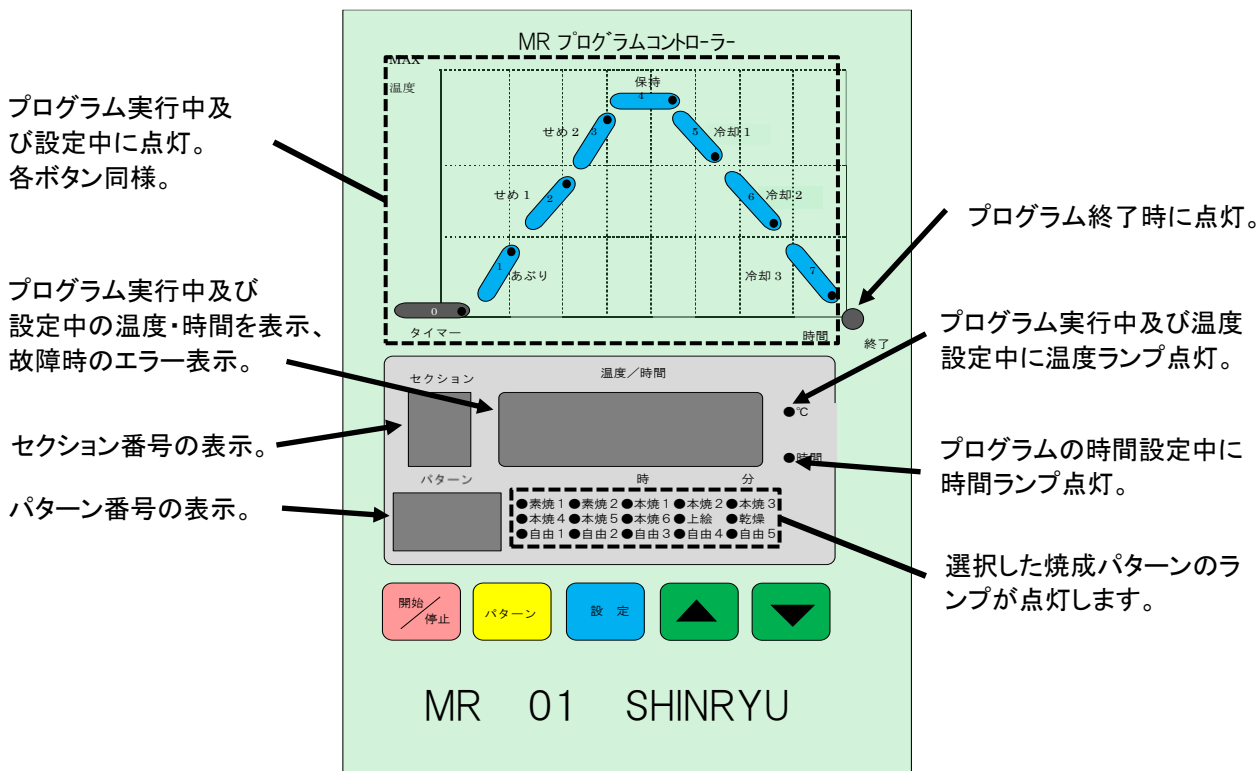 MR プログラムコントローラー
MAX
温度
保持
4
せめ2
3
5
冷却1
せめ1
2
6
冷却2
1
あぶり
冷却3
7
0
タイマー
時間
終了
プログラム実行中及
び設定中に点灯。
各ボタン同様。
プログラム実行中及び
設定中の温度・時間を表示、
故障時のエラー表示。
セクション番号の表示。
パターン番号の表示。
プログラム終了時に点灯。
プログラム実行中及び温度
設定中に温度ランプ点灯。
プログラムの時間設定中に
時間ランプ点灯。
選択した焼成パターンのラ
ンプが点灯します。
セクション
温度/時間
●℃
●時間
パターン
時 分
●素焼1●素焼2●本焼1●本焼2●本焼3
●本焼4●本焼5●本焼6●上絵 ●乾燥
●自由1●自由2●自由3●自由4●自由5
開始/停止
パターン
設 定
▲
▼
MR 01 SHINRYU